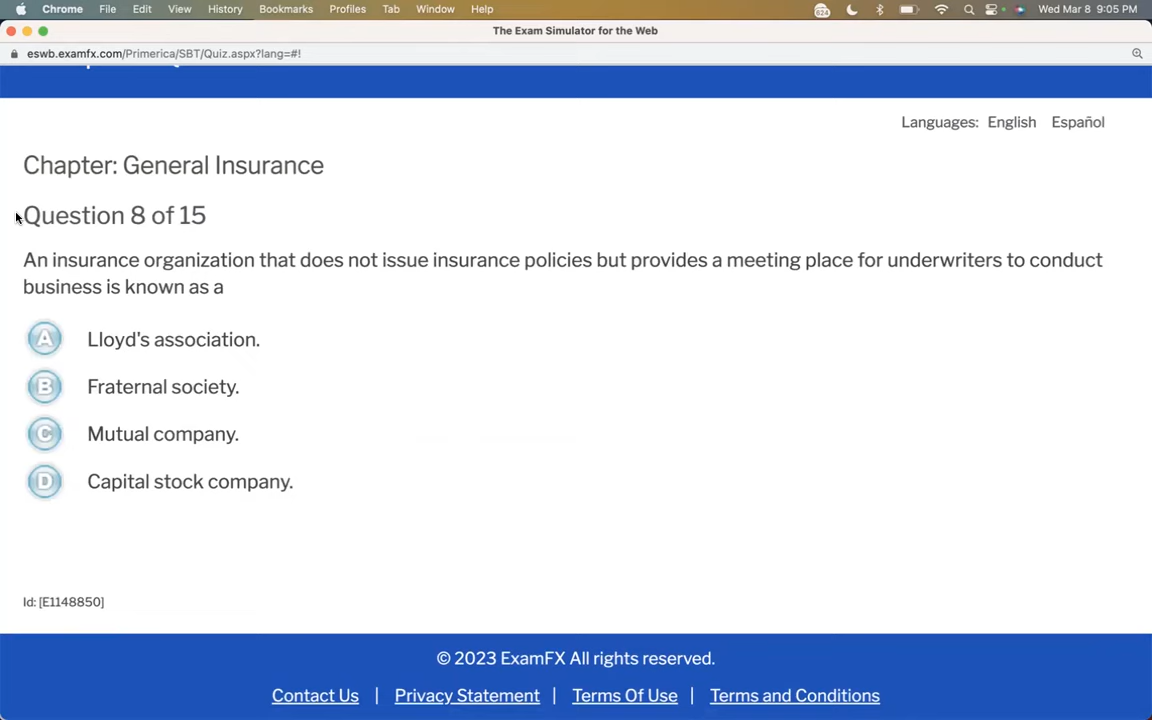 Chrome File Edit View History Bookmarks Profiles Tab Window Help 624 Wed Mar 8 9:05 PM
The Exam Simulator for the Web
eswb.examfx.com/Primerica/SBT/Quiz.aspx?lang=#!
Languages: English Español
Chapter: General Insurance
Question 8 of 15
An insurance organization that does not issue insurance policies but provides a meeting place for underwriters to conduct
business is known as a
A Lloyd's association.
B Fraternal society.
C Mutual company.
D Capital stock company.
Id: [E1148850]
© 2023 ExamFX All rights reserved.
Contact Us | Privacy Statement | Terms Of Use | Terms and Conditions